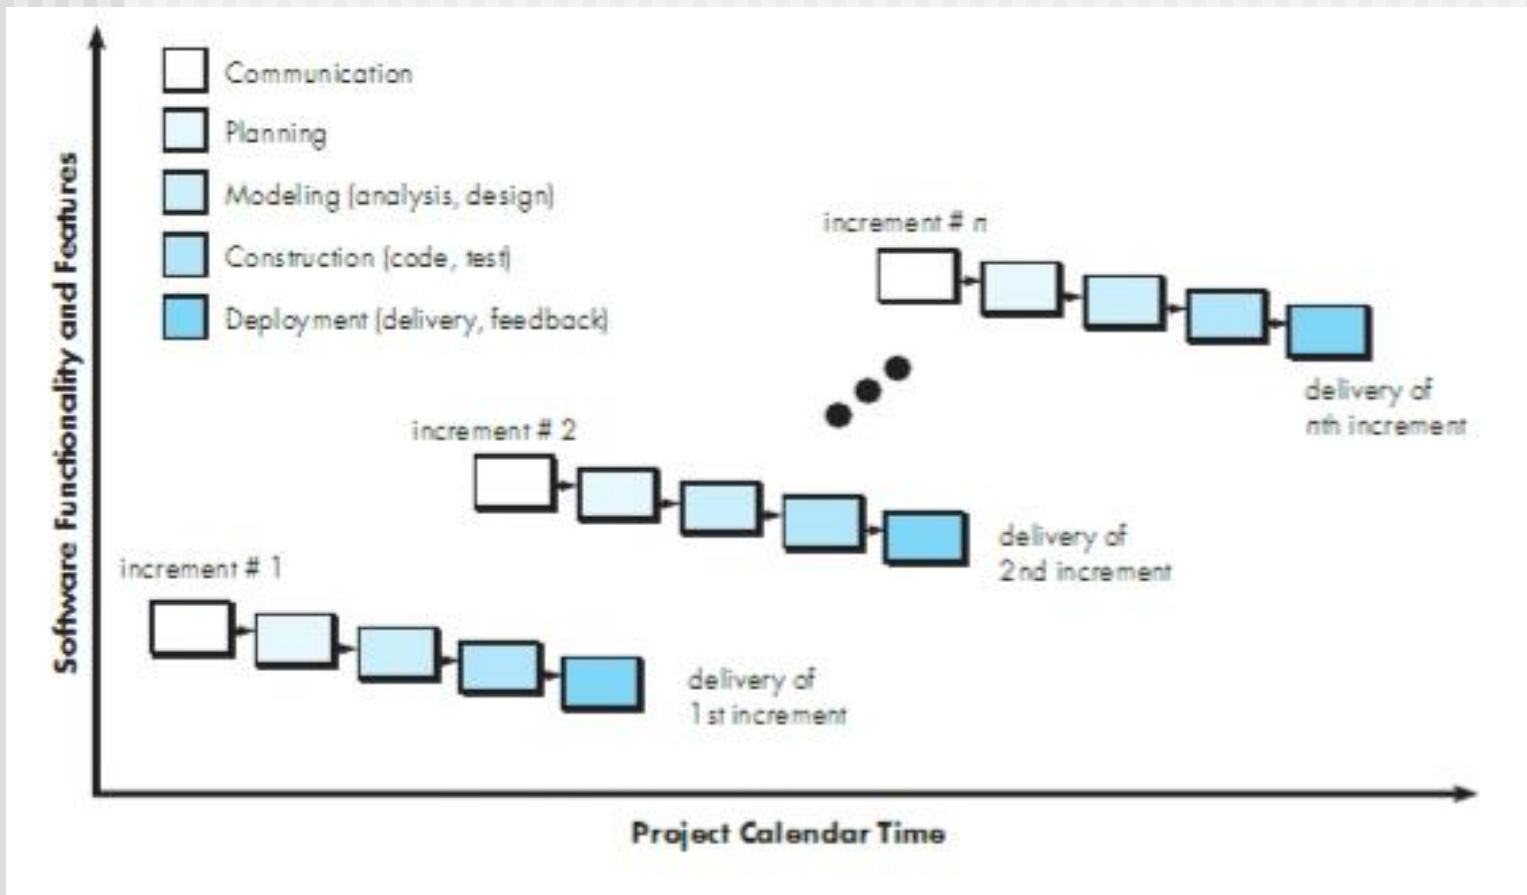 Communication
Planning
Modeling (analysis, design)
Construction (code, test)
Deployment (delivery, feedback)
increment # n
delivery of
nth increment
increment # 2
delivery of
2nd increment
increment # 1
delivery of
1st increment
Software Functionality and Features
Project Calendar Time